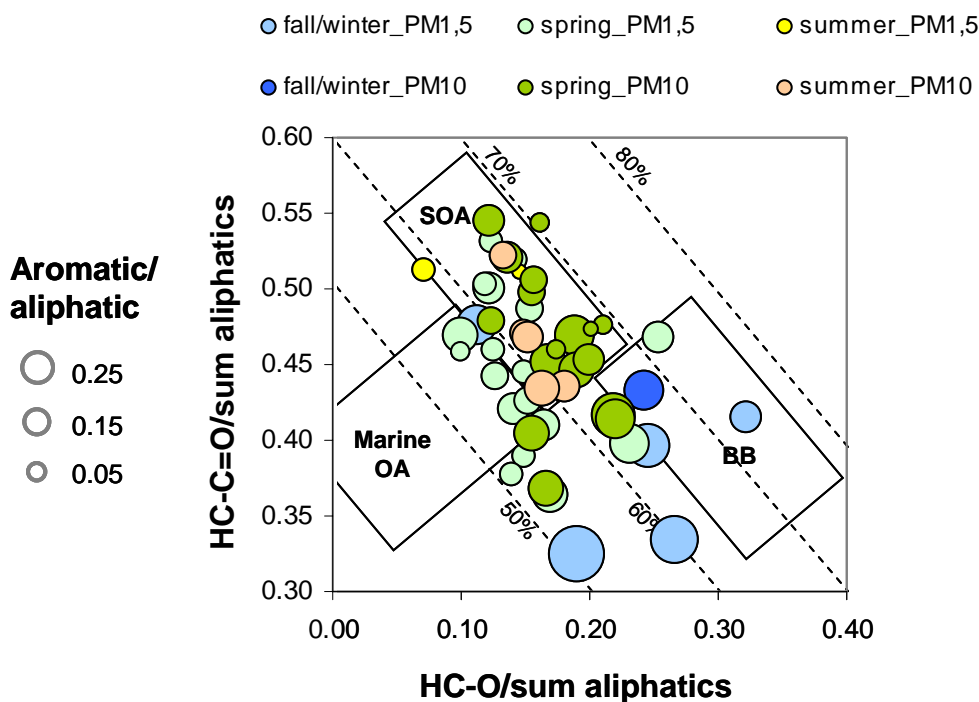 fall/winter_PM1,5 spring_PM1,5 summer_PM1,5
fall/winter_PM10 spring_PM10 summer_PM10
Aromatic/
aliphatic
0.25
0.15
0.05
HC-C=O/sum aliphatics
0.60
0.55
0.50
0.45
0.40
0.35
0.30
70%
80%
SOA
Marine
OA
BB
50%
60%
0.00 0.10 0.20 0.30 0.40
HC-O/sum aliphatics